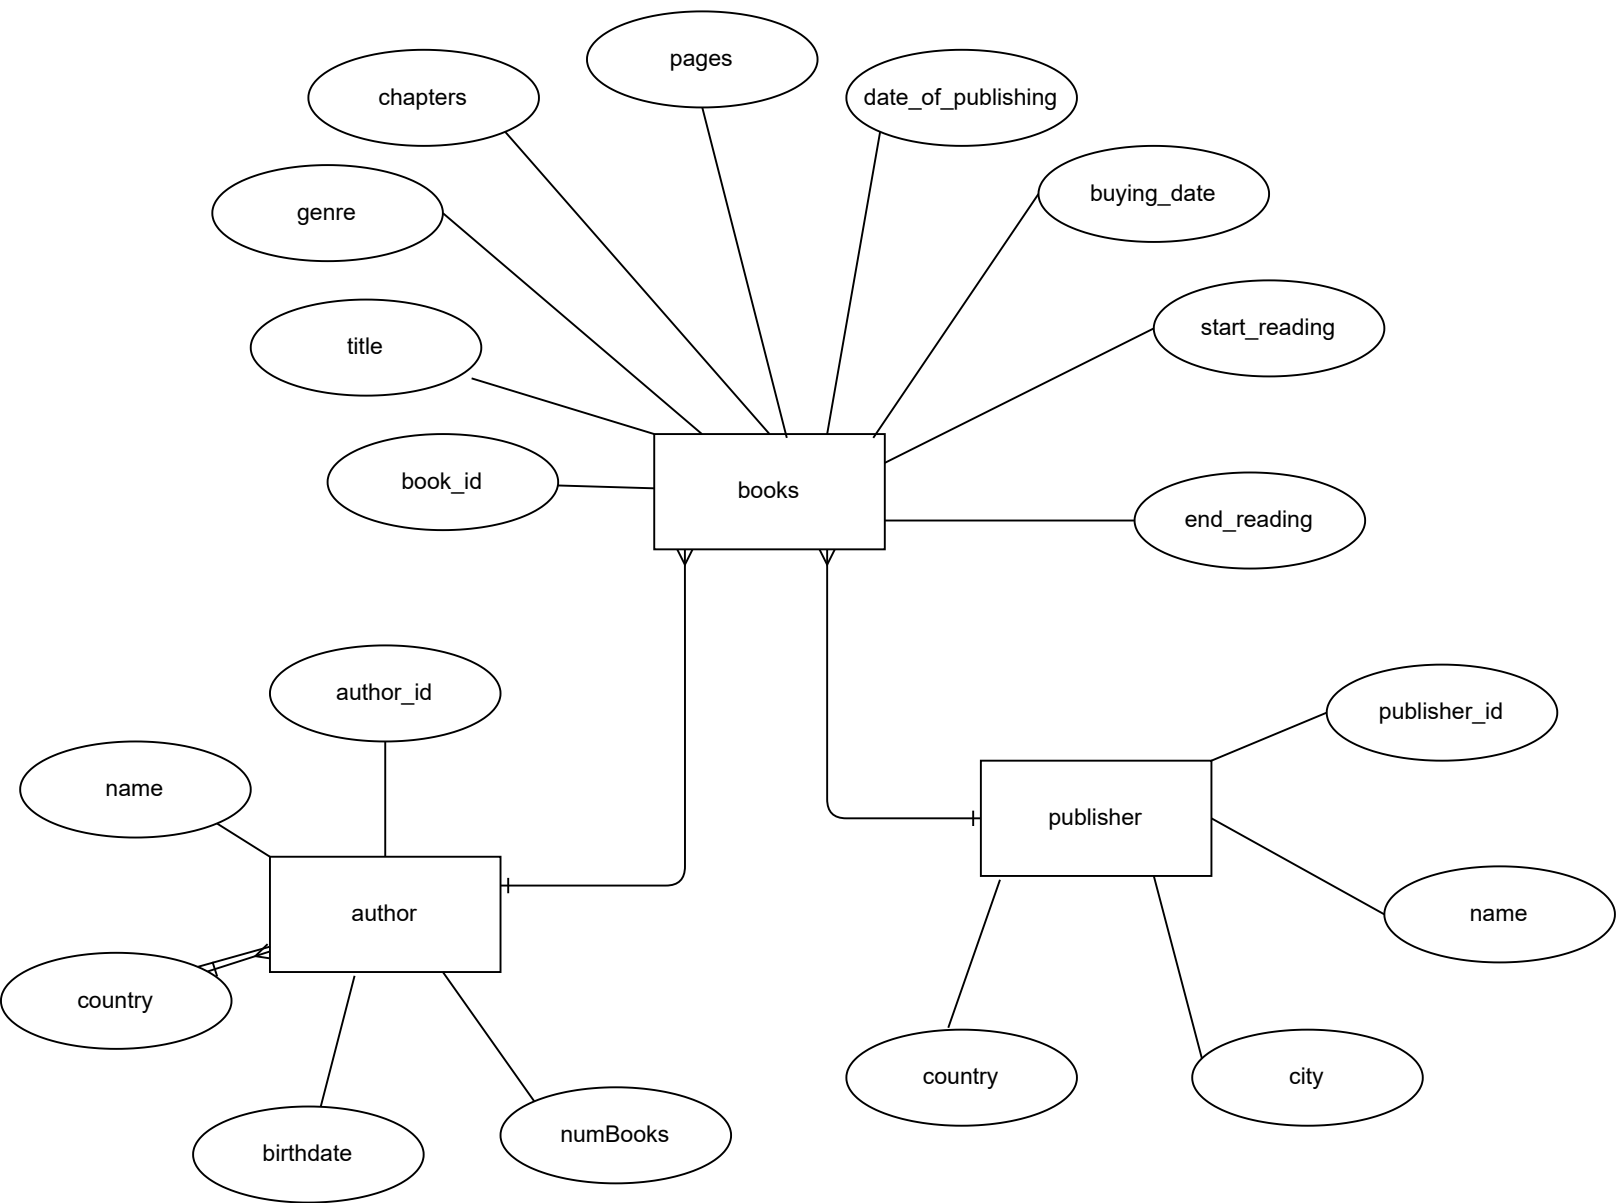 pages
chapters
date_of_publishing
buying_date
genre
start_reading
title
book_id
books
end_reading
author_id
publisher_id
name
publisher
author
name
country
country
city
numBooks
birthdate